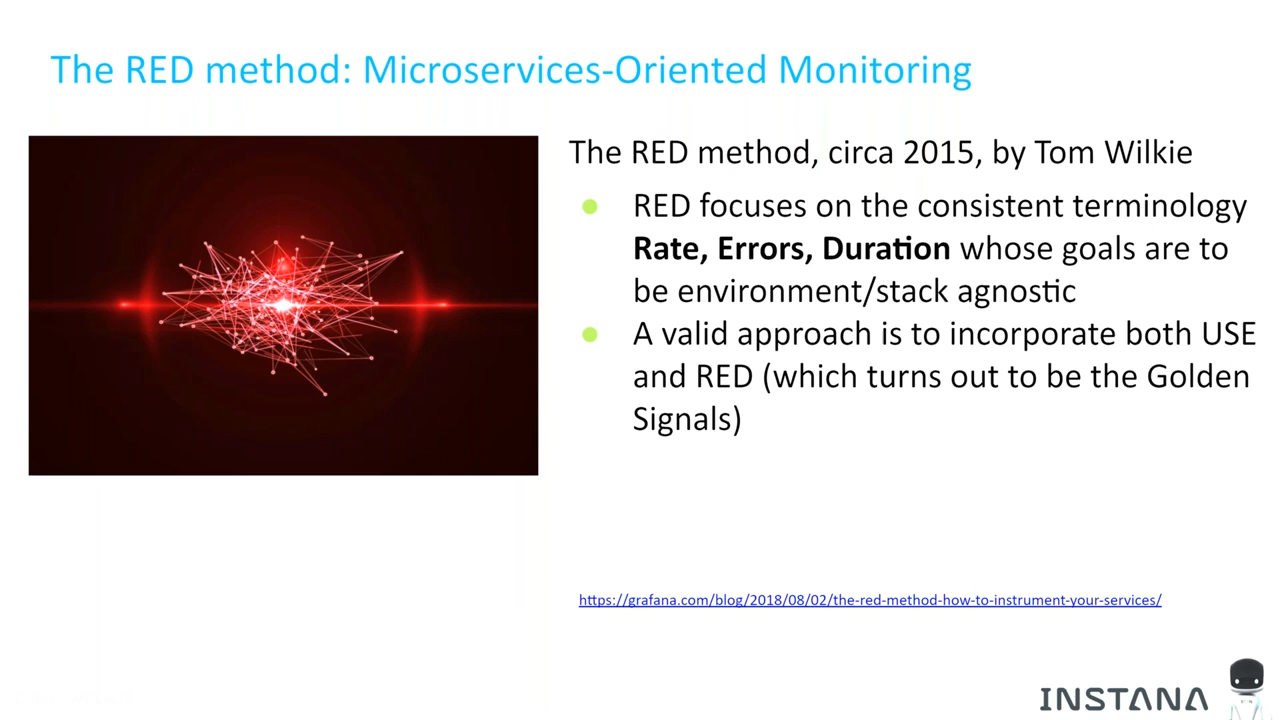 The RED method: Microservices-Oriented Monitoring
The RED method, circa 2015, by Tom Wilkie
● RED focuses on the consistent terminology
Rate, Errors, Duration whose goals are to
be environment/stack agnostic
● A valid approach is to incorporate both USE
and RED (which turns out to be the Golden
Signals)
https://grafana.com/blog/2018/08/02/the-red-method-how-to-instrument-your-services/
INSTANA